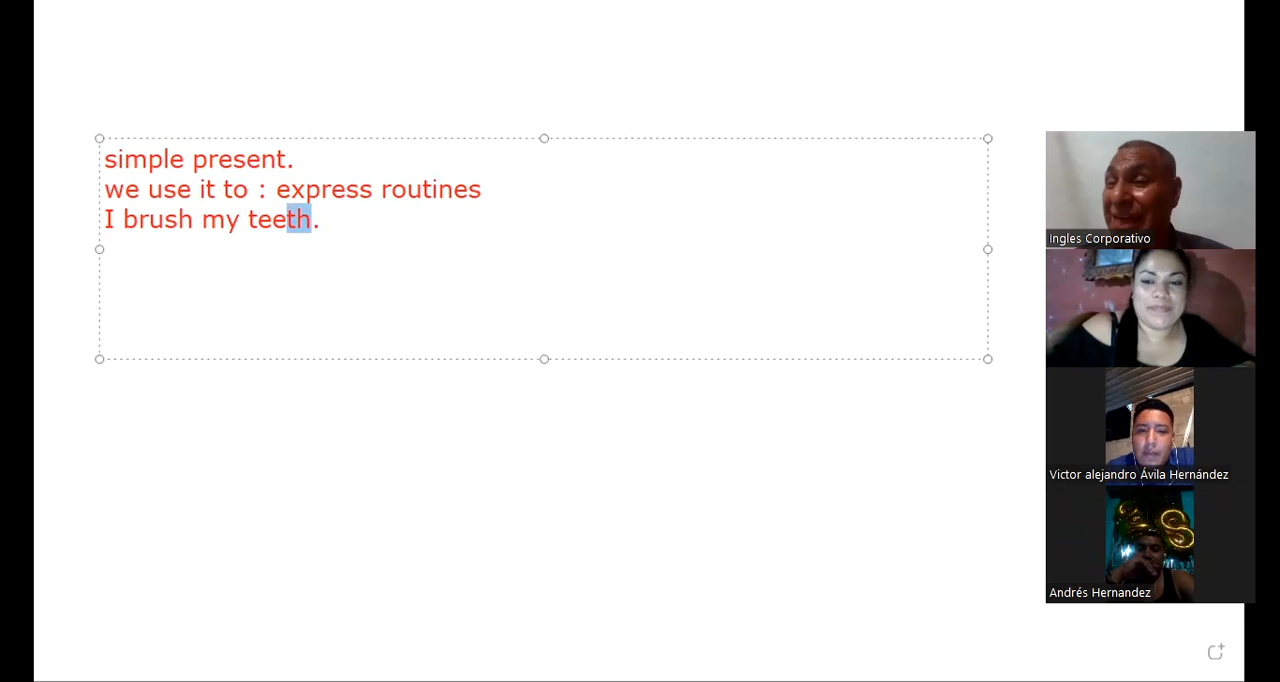 simple present.
we use it to : express routines
I brush my teeth.
Ingles Corporativo
Victor alejandro Ávila Hernández
Andrés Hernandez